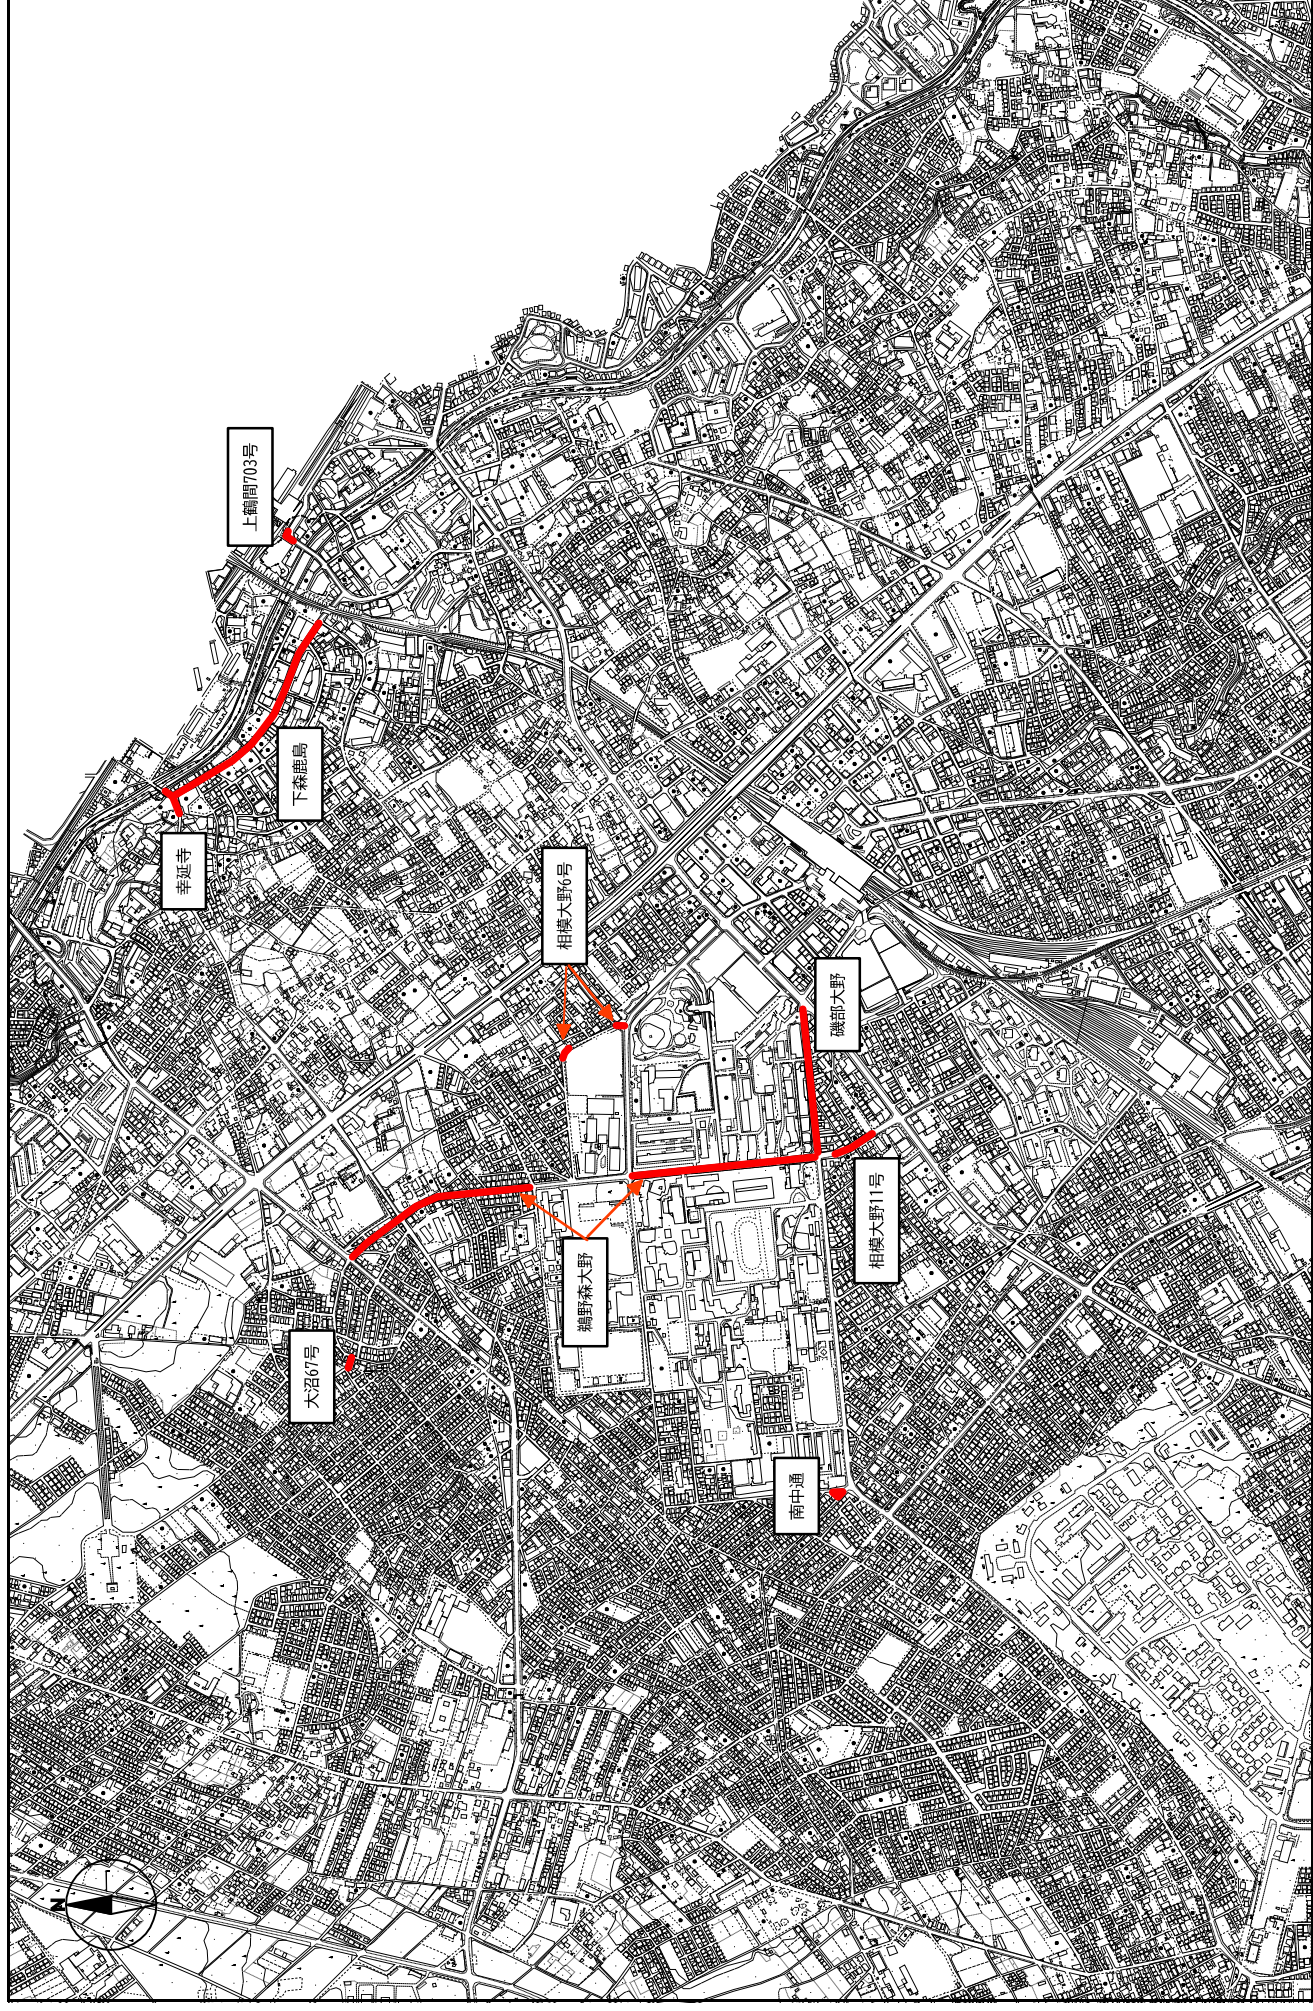 上鶴間703号
下森鹿島
幸延寺
相模大野6号
磯部大野
相模大野11号
鵜野森大野
大沼67号
南中通
N